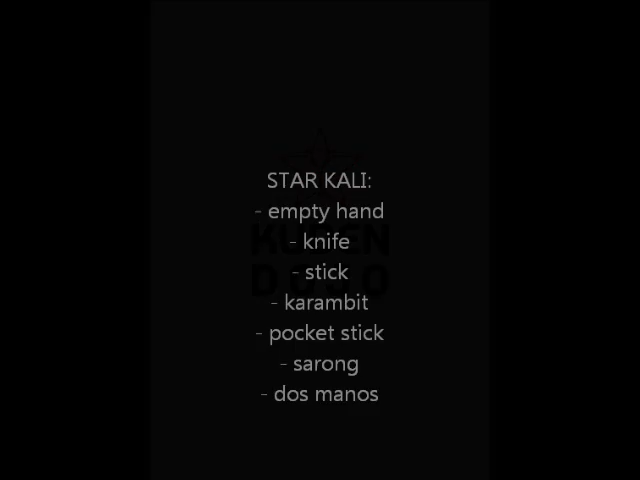 STAR KALI:
- empty hand
- knife
- stick
- karambit
- pocket stick
- sarong
- dos manos